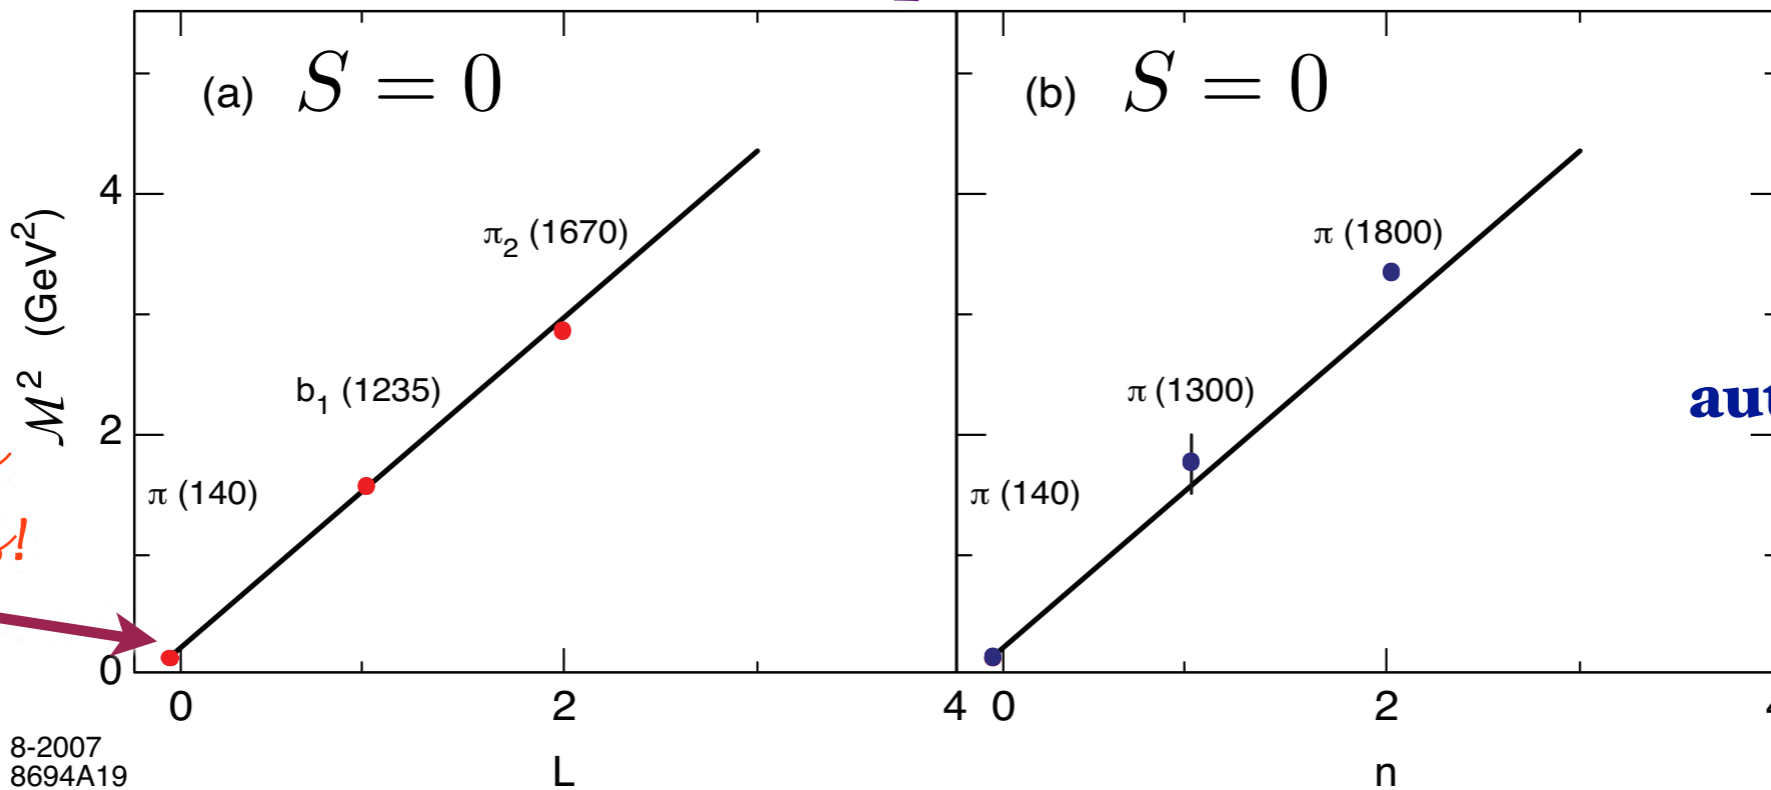 (a) S = 0
(b) S = 0
4
π₂ (1670)
π (1800)
ℳ² (GeV²)
b₁ (1235)
π (1300)
2
π (140)
π (140)
0
0 2 4
0 2
L
n
8-2007
8694A19